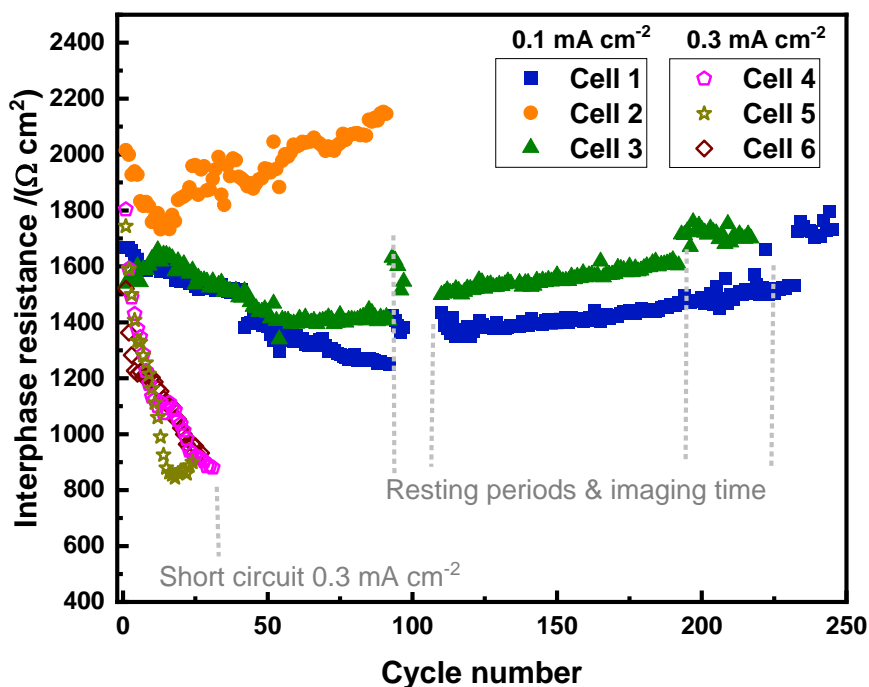 0.1 mA cm⁻² 0.3 mA cm⁻²
Cell 1 Cell 4
Cell 2 Cell 5
Cell 3 Cell 6
Interphase resistance /(Ω cm²)
2400
2200
2000
1800
1600
1400
1200
1000
800
600
400
Resting periods & imaging time
Short circuit 0.3 mA cm⁻²
0 50 100 150 200 250
Cycle number